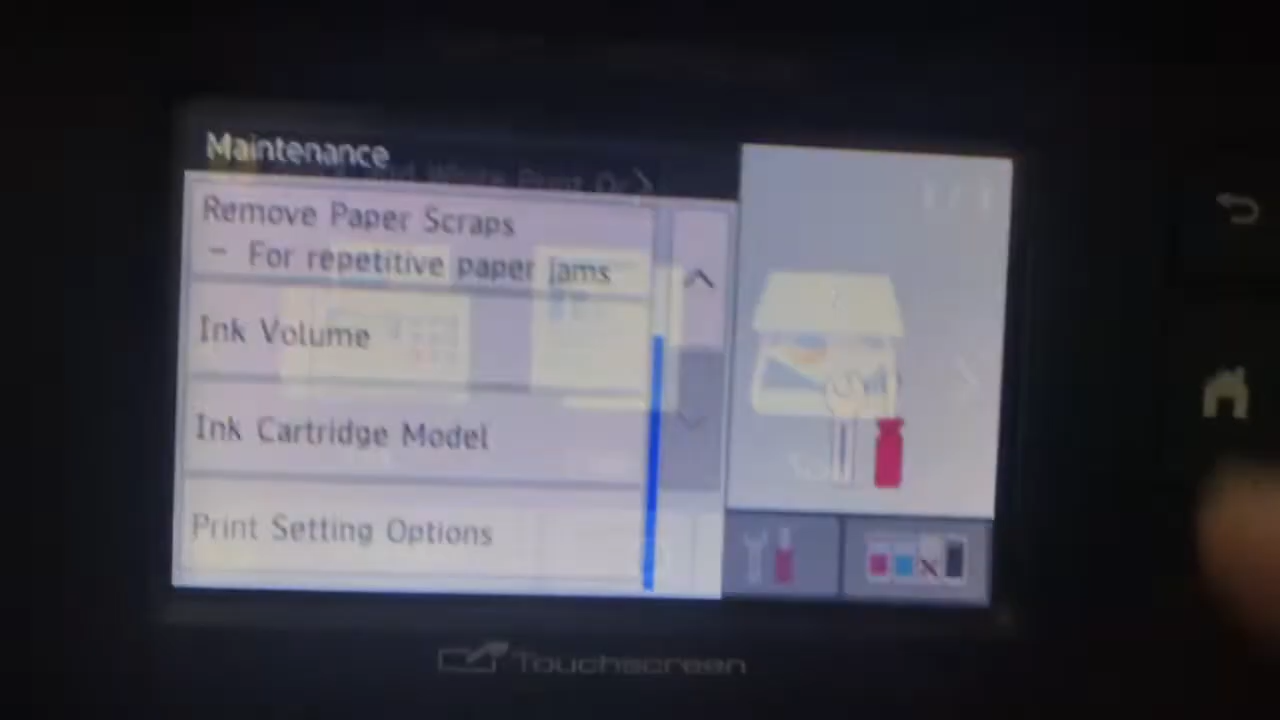 Maintenance
Remove Paper Scraps
- For repetitive paper jams
Ink Volume
Ink Cartridge Model
Print Setting Options
Touchscreen